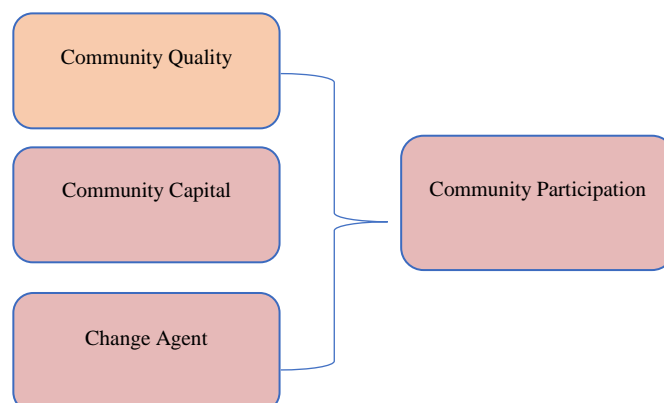 Community Quality
Community Capital
Community Participation
Change Agent